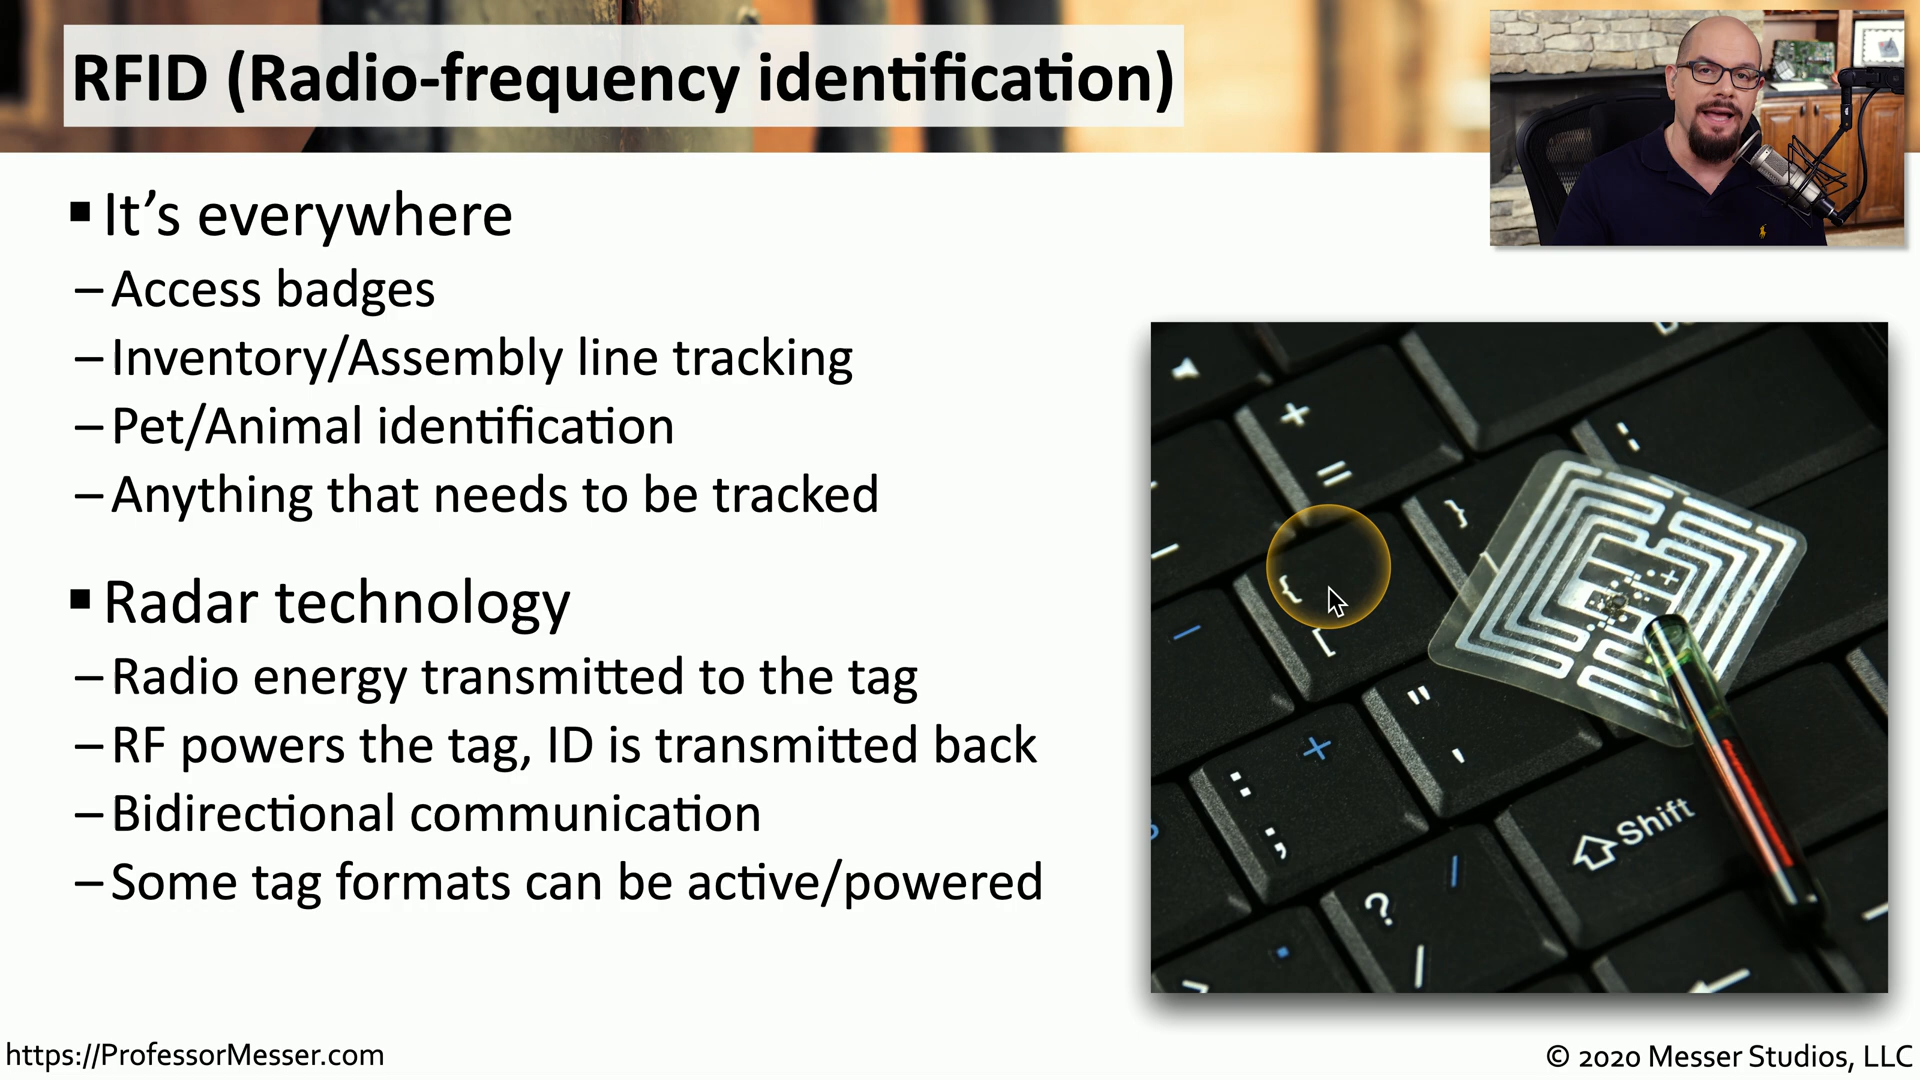 RFID (Radio-frequency identification)
■ It’s everywhere
– Access badges
– Inventory/Assembly line tracking
– Pet/Animal identification
– Anything that needs to be tracked
■ Radar technology
– Radio energy transmitted to the tag
– RF powers the tag, ID is transmitted back
– Bidirectional communication
– Some tag formats can be active/powered
+
=
}
{
[
"
'
:
;
Shift
?
/
https://ProfessorMesser.com
© 2020 Messer Studios, LLC